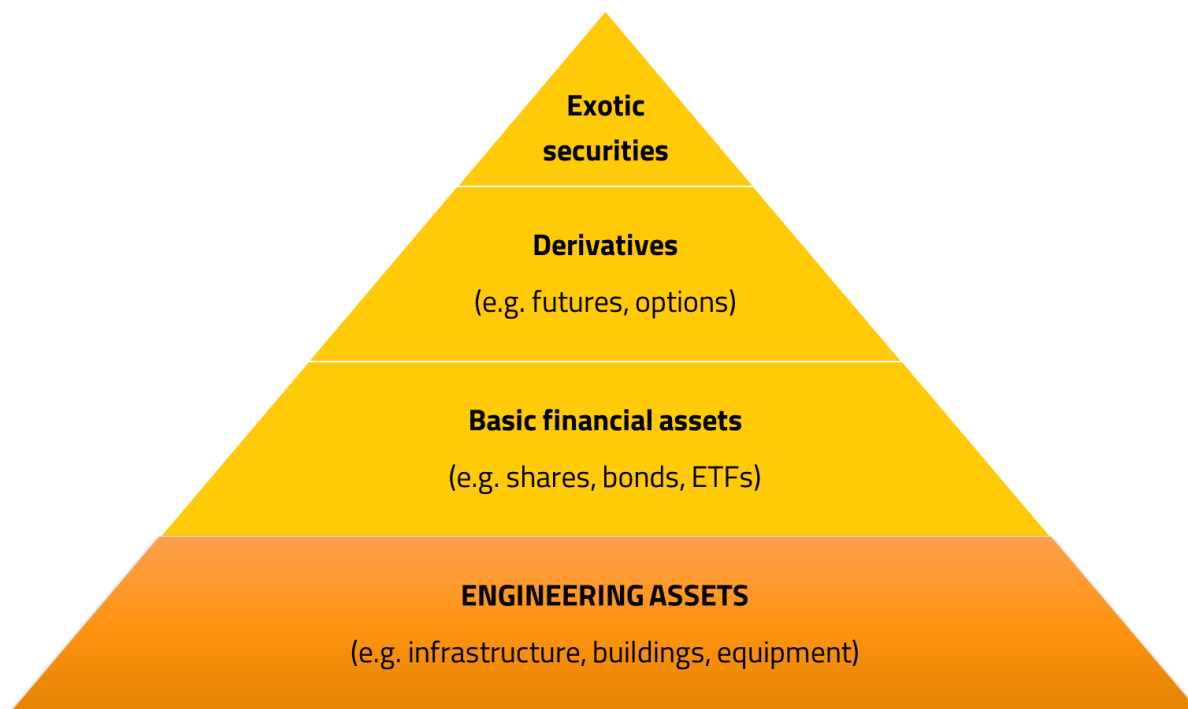 Exotic
securities
Derivatives
(e.g. futures, options)
Basic financial assets
(e.g. shares, bonds, ETFs)
ENGINEERING ASSETS
(e.g. infrastructure, buildings, equipment)